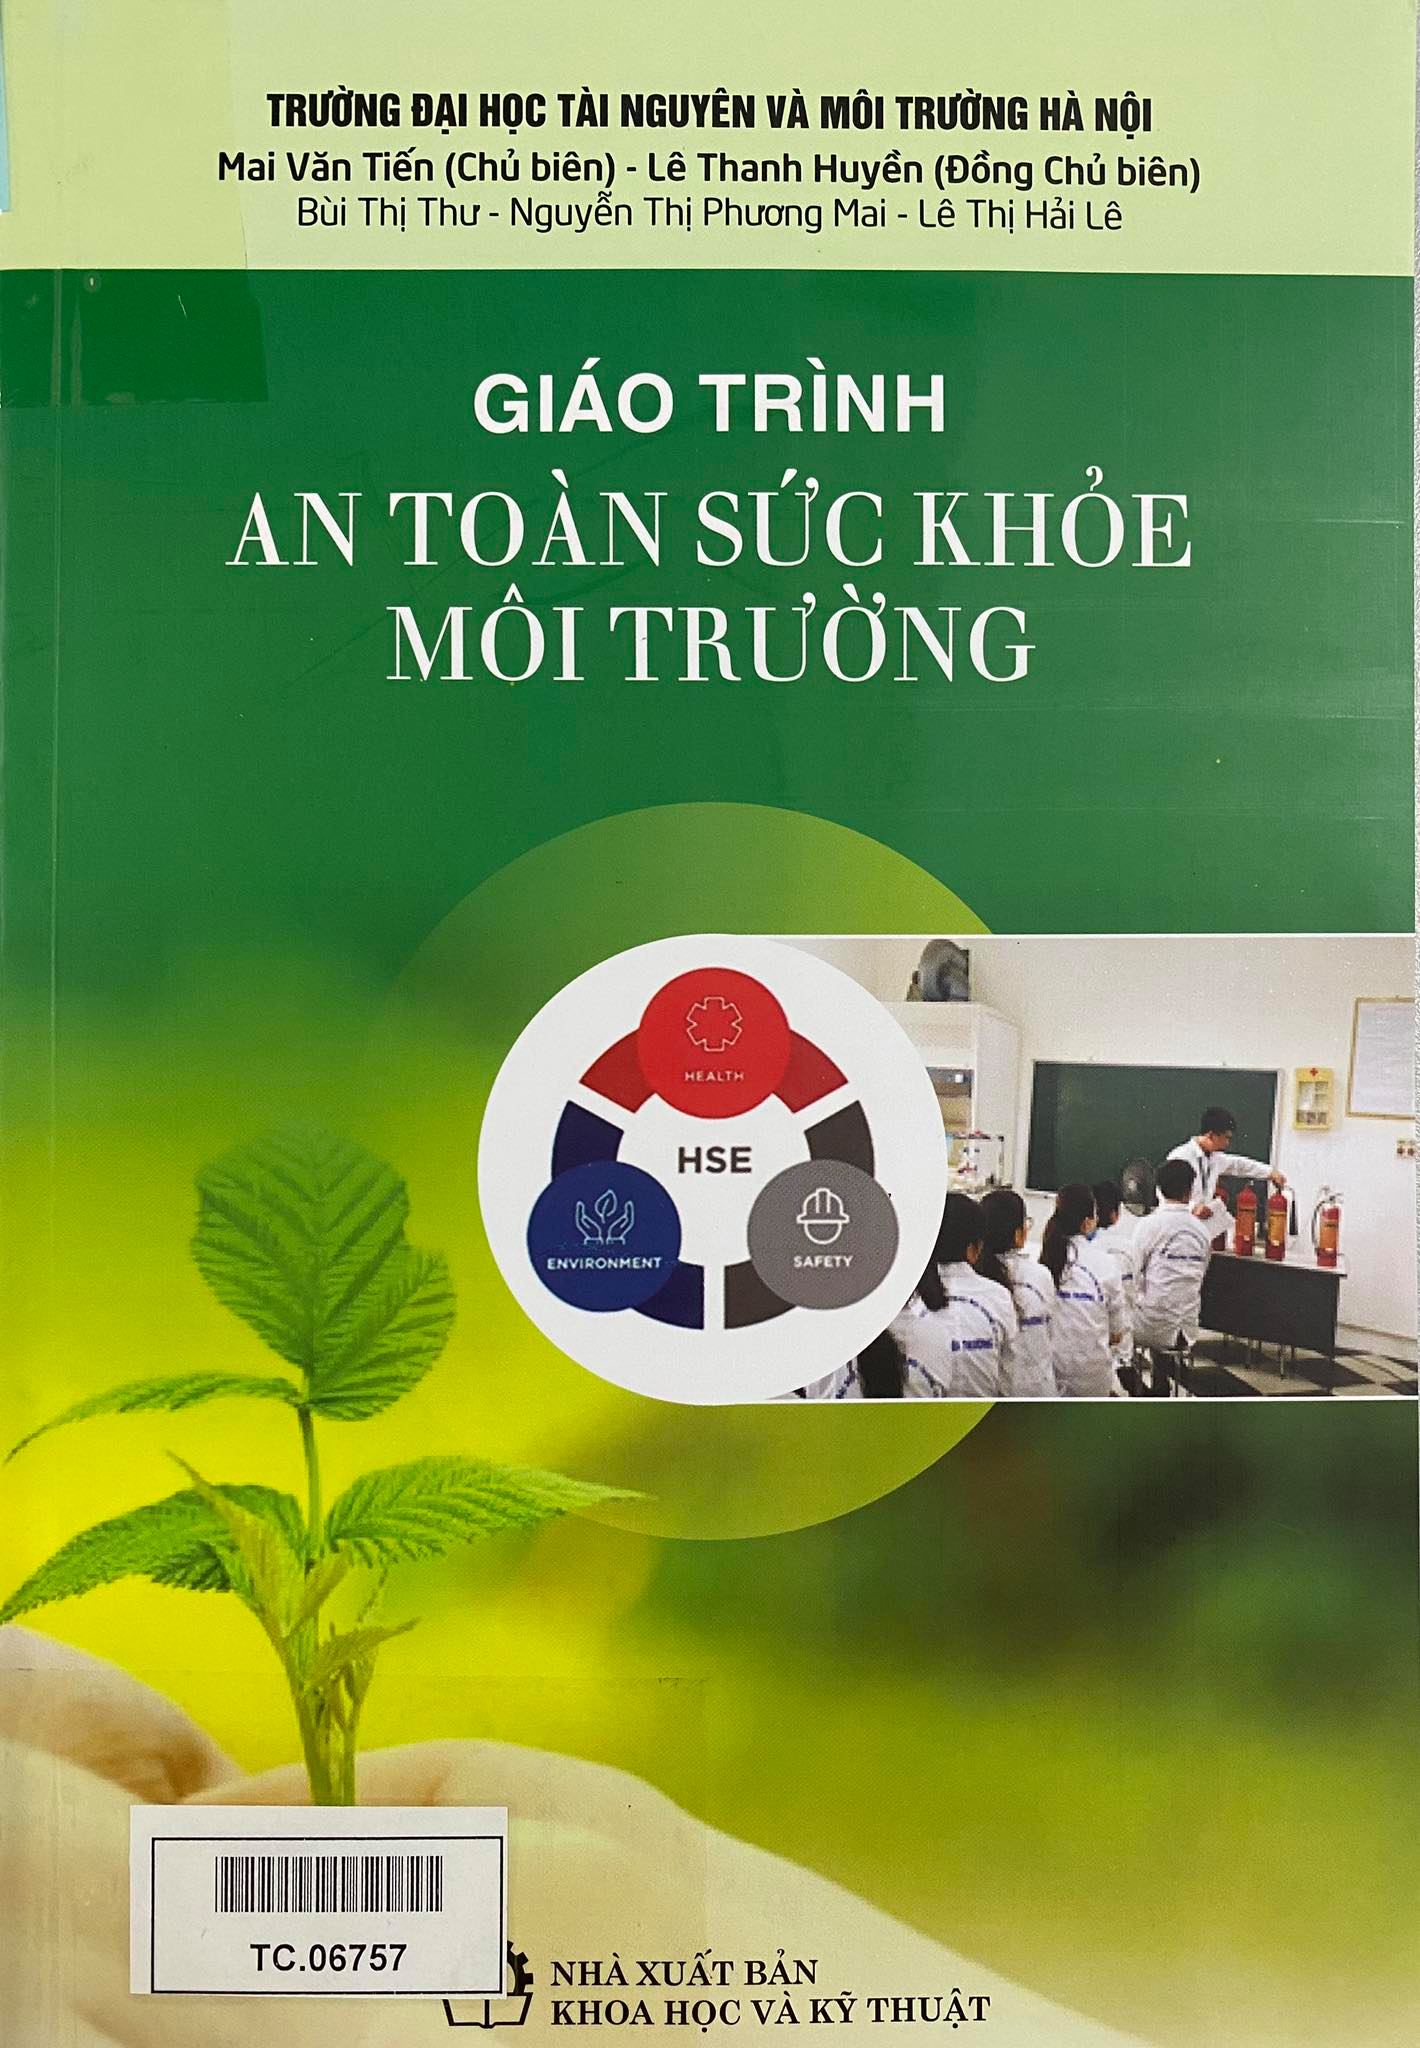 TRƯỜNG ĐẠI HỌC TÀI NGUYÊN VÀ MÔI TRƯỜNG HÀ NỘI
Mai Văn Tiến (Chủ biên) - Lê Thanh Huyền (Đồng Chủ biên)
Bùi Thị Thư - Nguyễn Thị Phương Mai - Lê Thị Hải Lê
GIÁO TRÌNH
AN TOÀN SỨC KHỎE
MÔI TRƯỜNG
HEALTH
HSE
ENVIRONMENT
SAFETY
TC.06757
NHÀ XUẤT BẢN
KHOA HỌC VÀ KỸ THUẬT